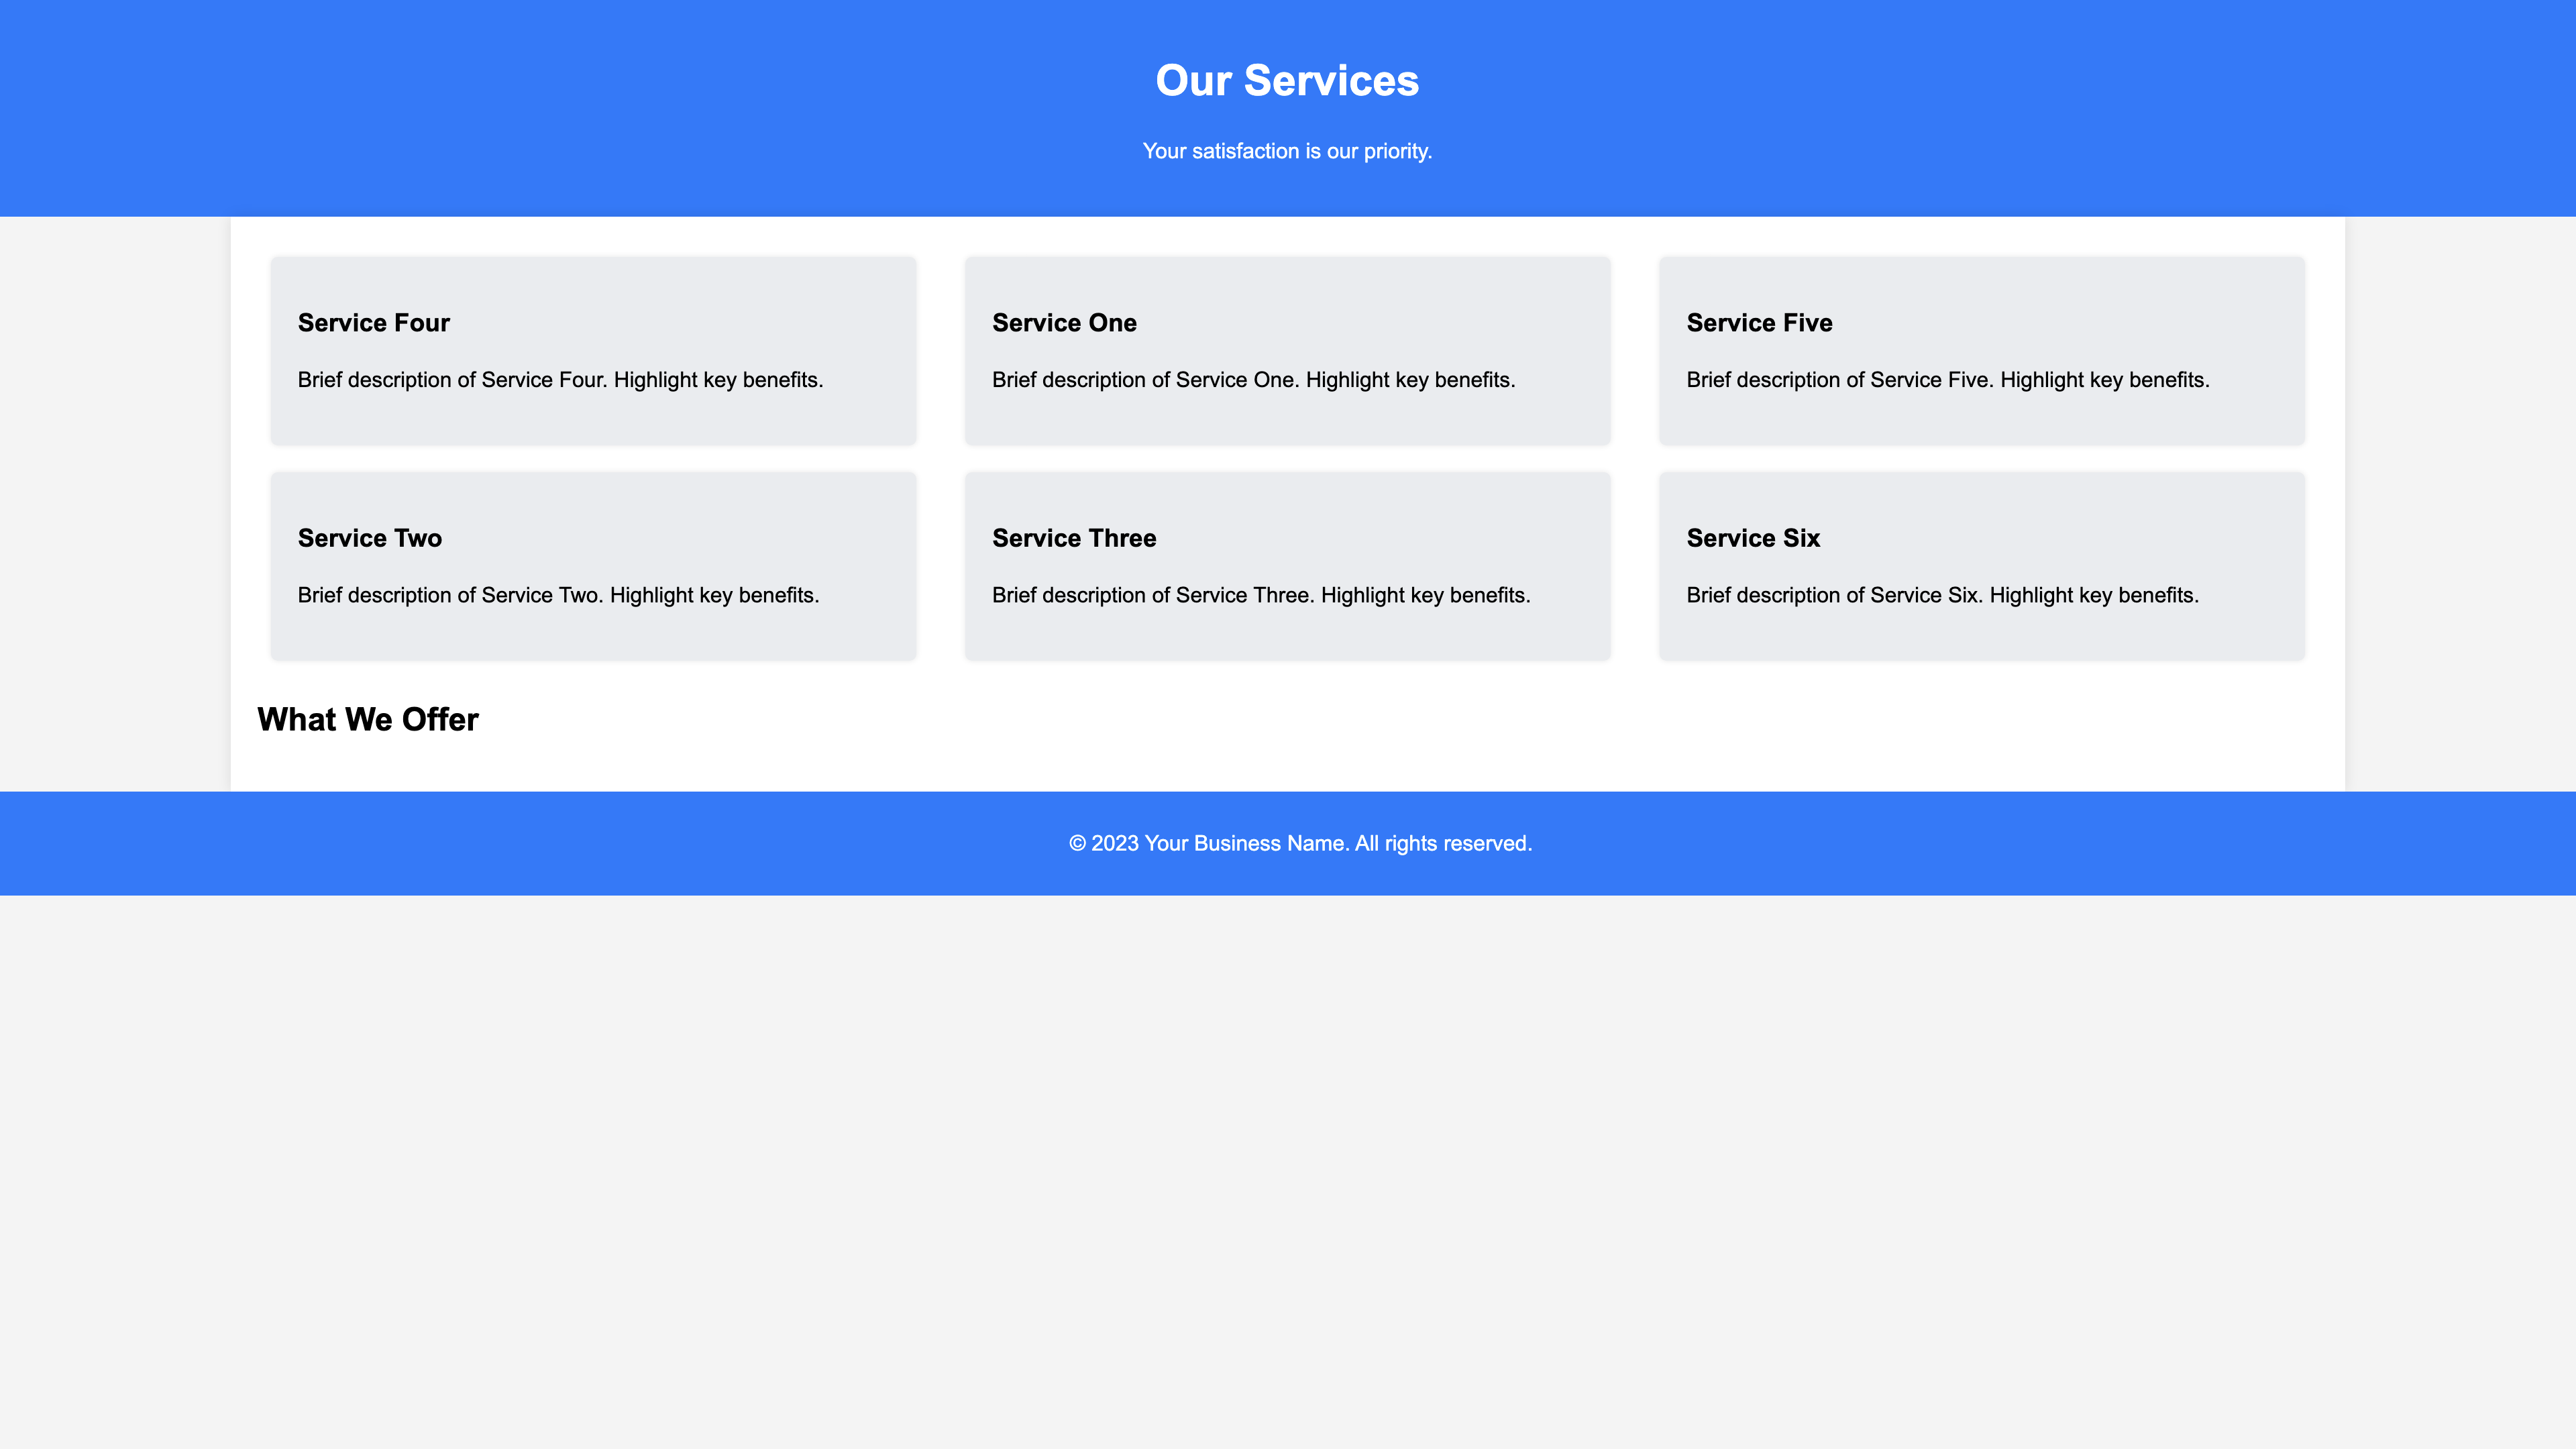 Our Services
Your satisfaction is our priority.
Service Four
Brief description of Service Four. Highlight key benefits.
Service One
Brief description of Service One. Highlight key benefits.
Service Five
Brief description of Service Five. Highlight key benefits.
Service Two
Brief description of Service Two. Highlight key benefits.
Service Three
Brief description of Service Three. Highlight key benefits.
Service Six
Brief description of Service Six. Highlight key benefits.
What We Offer
© 2023 Your Business Name. All rights reserved.